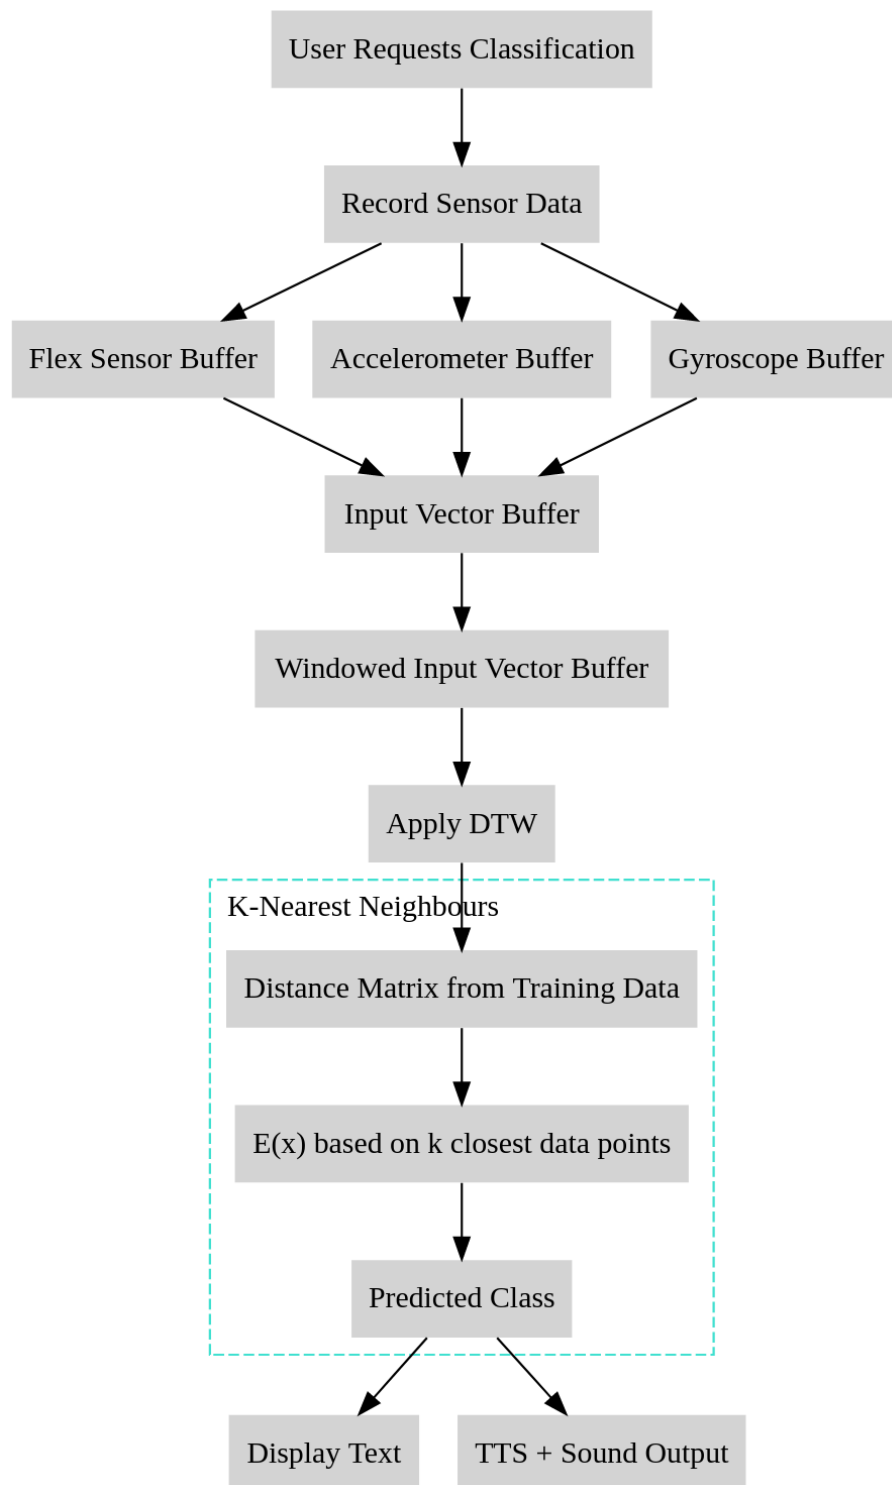 User Requests Classification
Record Sensor Data
Flex Sensor Buffer
Accelerometer Buffer
Gyroscope Buffer
Input Vector Buffer
Windowed Input Vector Buffer
Apply DTW
K-Nearest Neighbours
Distance Matrix from Training Data
E(x) based on k closest data points
Predicted Class
Display Text
TTS + Sound Output